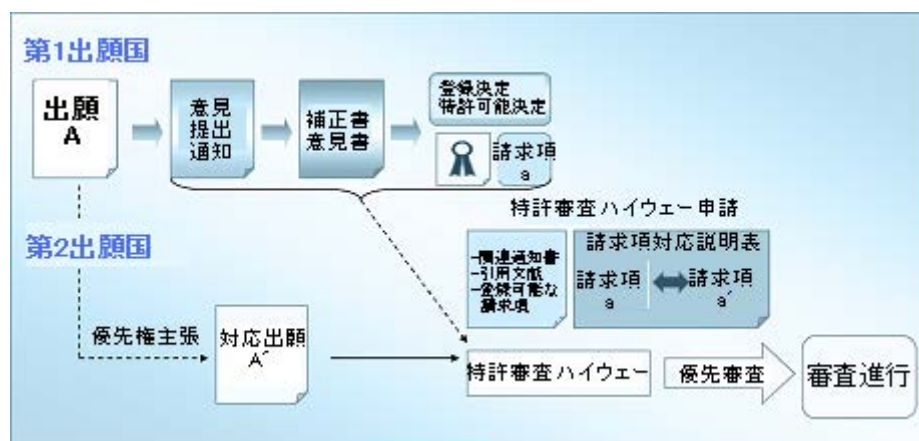 第1出願国
出願
A
意見
提出
通知
補正書
意見書
登録決定
特許可能決定
請求項
a
特許審査ハイウェー申請
第2出願国
-関連通知書
-引用文献
-登録可能な
請求項
請求項対応説明表
請求項
a
請求項
a´
優先権主張
対応出願
A´
特許審査ハイウェー
優先審査
審査進行